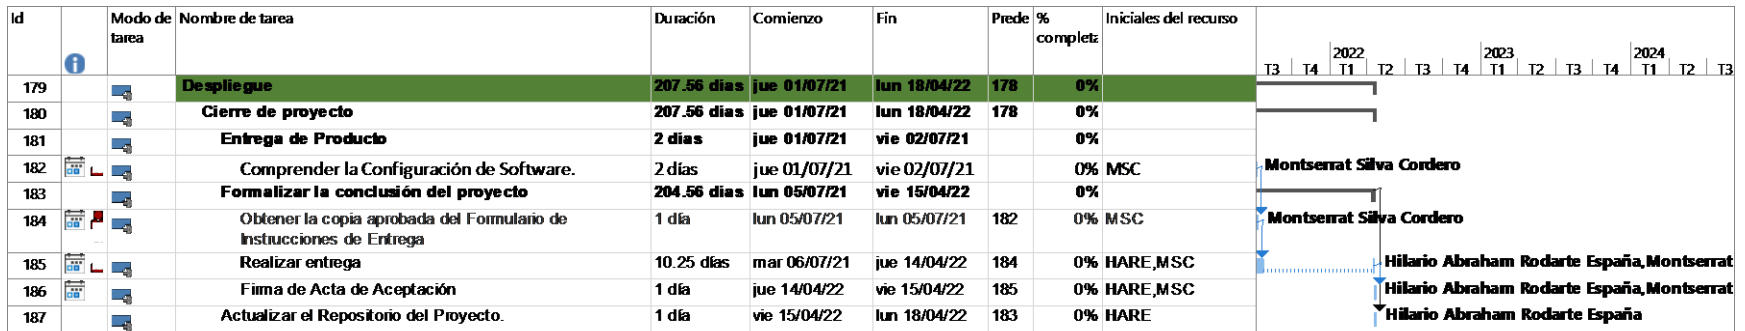 Id Modo de tarea Nombre de tarea Duración Comienzo Fin Prede % completa Iniciales del recurso
2022 2023 2024
T3 T4 T1 T2 T3 T4 T1 T2 T3 T4 T1 T2 T3
179 Despliegue 207.56 días jue 01/07/21 lun 18/04/22 178 0%
180 Cierre de proyecto 207.56 días jue 01/07/21 lun 18/04/22 178 0%
181 Entrega de Producto 2 días jue 01/07/21 vie 02/07/21 0%
182 Comprender la Configuración de Software. 2 días jue 01/07/21 vie 02/07/21 0% MSC Montserrat Silva Cordero
183 Formalizar la conclusión del proyecto 204.56 días lun 05/07/21 vie 15/04/22 0%
184 Obtener la copia aprobada del Formulario de Instrucciones de Entrega 1 día lun 05/07/21 lun 05/07/21 182 0% MSC Montserrat Silva Cordero
185 Realizar entrega 10.25 días mar 06/07/21 jue 14/04/22 184 0% HARE,MSC Hilario Abraham Rodarte España,Montserrat
186 Firma de Acta de Aceptación 1 día jue 14/04/22 vie 15/04/22 185 0% HARE,MSC Hilario Abraham Rodarte España,Montserrat
187 Actualizar el Repositorio del Proyecto. 1 día vie 15/04/22 lun 18/04/22 183 0% HARE Hilario Abraham Rodarte España